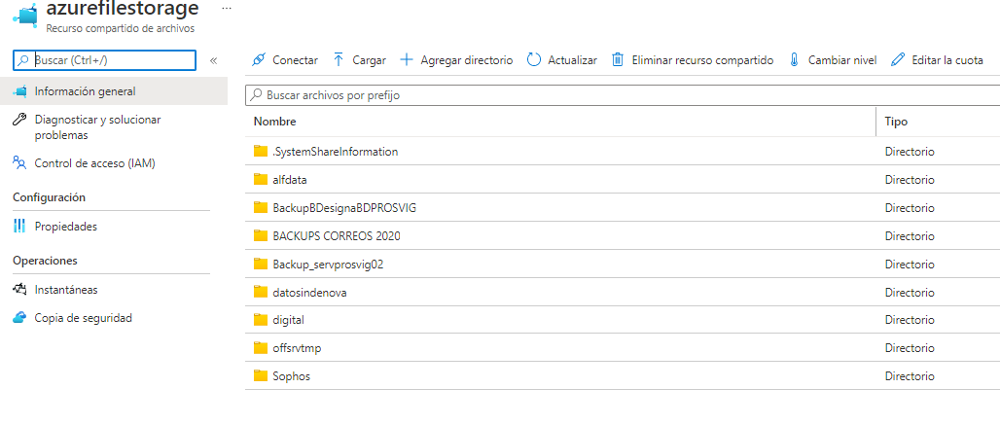 azurefilestorage ...
Recurso compartido de archivos
Buscar (Ctrl+/) «
Información general
Diagnosticar y solucionar
problemas
Control de acceso (IAM)
Configuración
Propiedades
Operaciones
Instantáneas
Copia de seguridad
Conectar Cargar Agregar directorio Actualizar Eliminar recurso compartido Cambiar nivel Editar la cuota
Buscar archivos por prefijo
Nombre Tipo
.SystemShareInformation Directorio
alfdata Directorio
BackupBDesignaBDPROSVIG Directorio
BACKUPS CORREOS 2020 Directorio
Backup_servprosvig02 Directorio
datosindenova Directorio
digital Directorio
offsrvtmp Directorio
Sophos Directorio